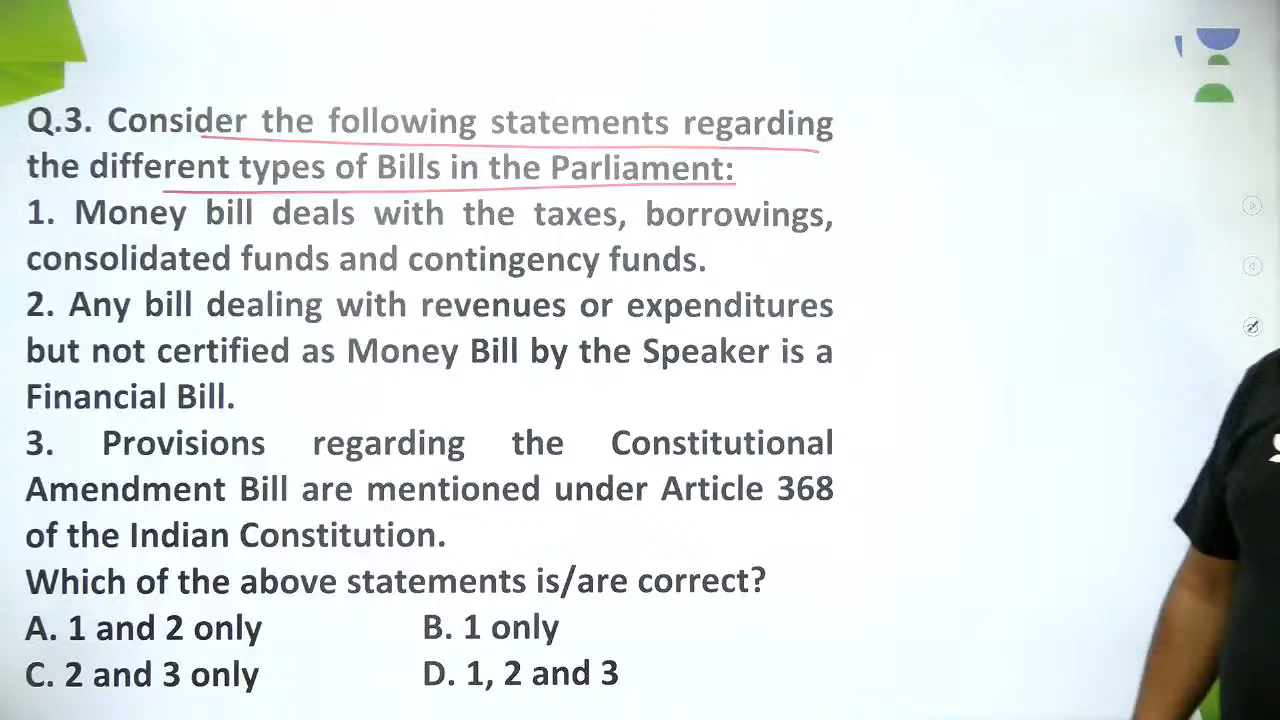 Q.3. Consider the following statements regarding
the different types of Bills in the Parliament:
1. Money bill deals with the taxes, borrowings,
consolidated funds and contingency funds.
2. Any bill dealing with revenues or expenditures
but not certified as Money Bill by the Speaker is a
Financial Bill.
3. Provisions regarding the Constitutional
Amendment Bill are mentioned under Article 368
of the Indian Constitution.
Which of the above statements is/are correct?
A. 1 and 2 only B. 1 only
C. 2 and 3 only D. 1, 2 and 3